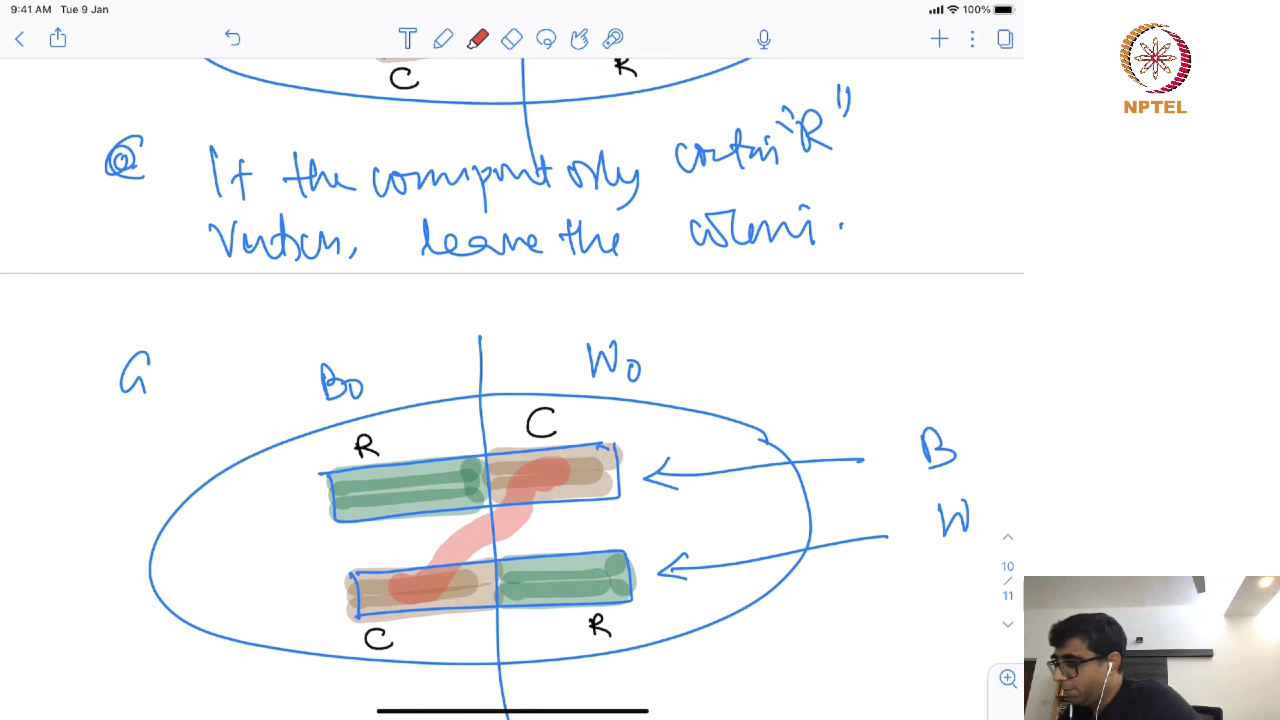 9:41 AM Tue 9 Jan
100%
NPTEL
C R
If the component only contain "R"
leave the
G B0 W0
R C B
W
C R
10
/
11